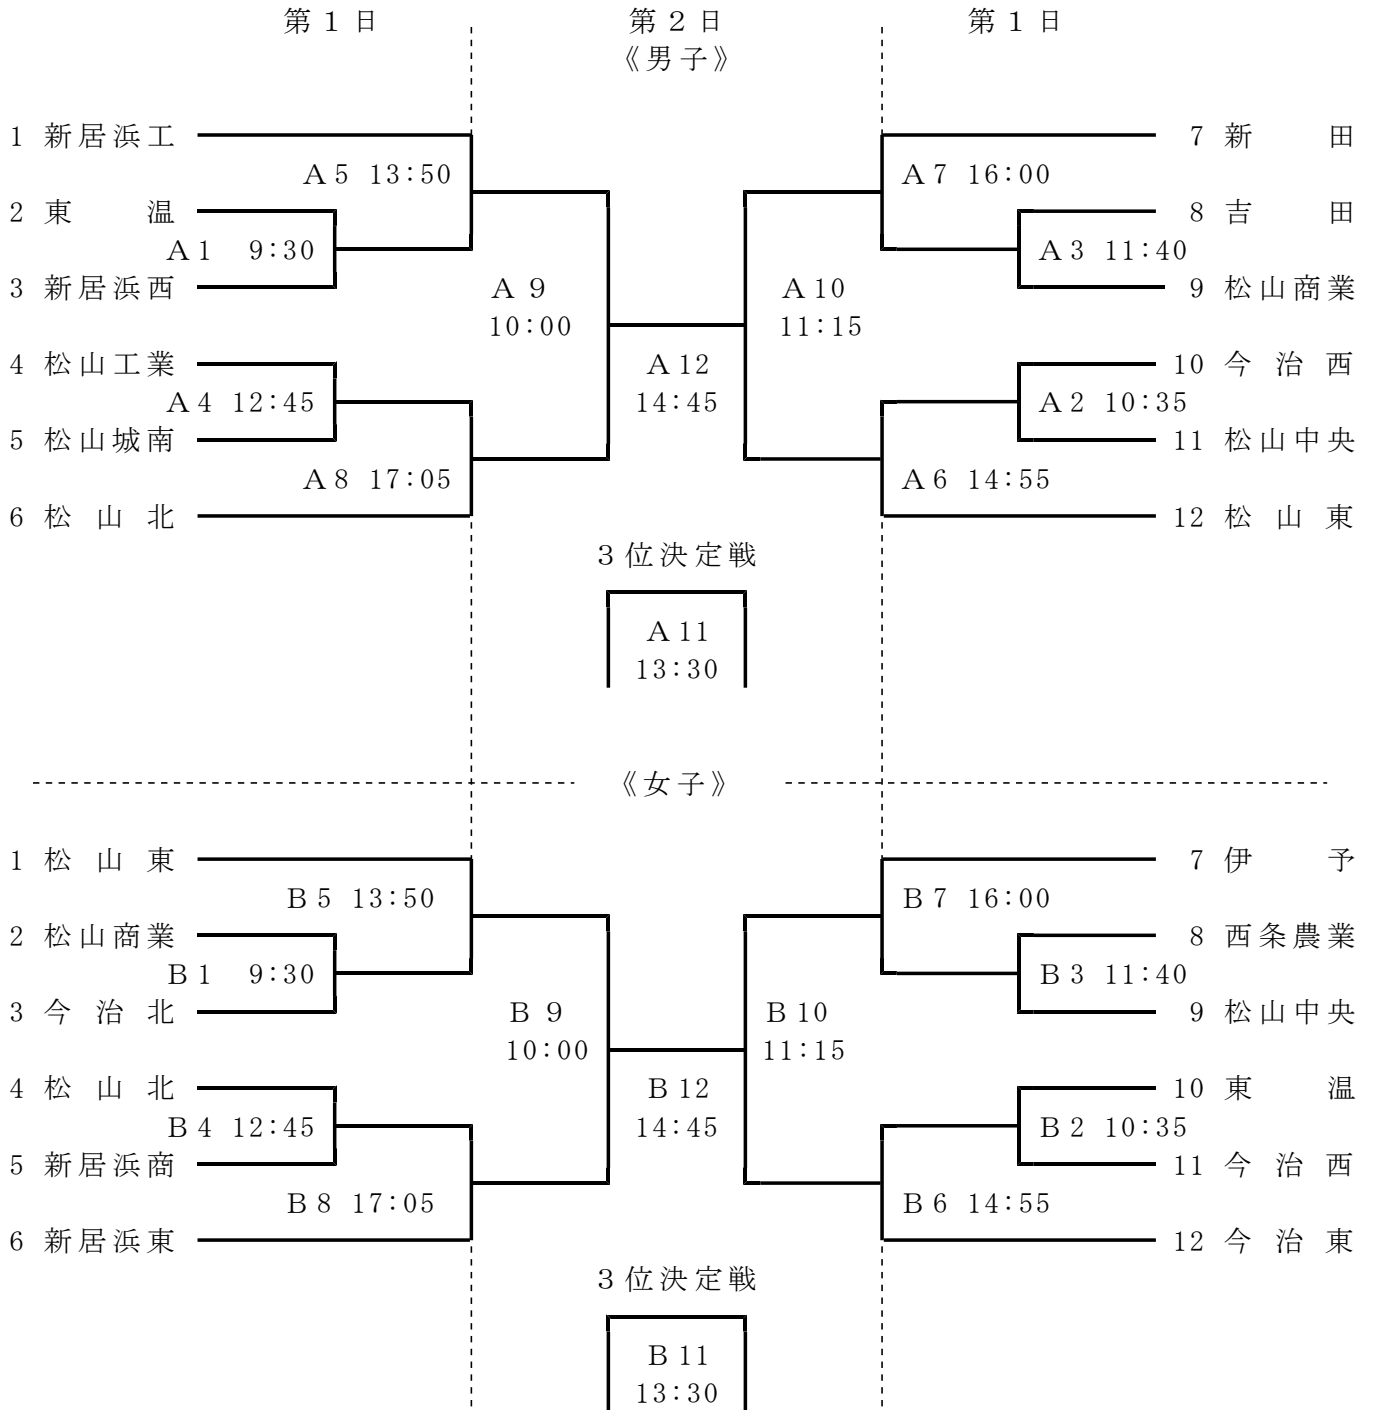 第１日 第２日 第１日
《男子》
1 新居浜工 7 新田
A5 13:50 A7 16:00
2 東温 8 吉田
A1 9:30 A3 11:40
3 新居浜西 A 9 A10 9 松山商業
10:00 11:15
4 松山工業 A12 10 今治西
A4 12:45 14:45 A2 10:35
5 松山城南 11 松山中央
A8 17:05 A6 14:55
6 松山北 12 松山東
３位決定戦
A11
13:30
《女子》
1 松山東 7 伊予
B5 13:50 B7 16:00
2 松山商業 8 西条農業
B1 9:30 B3 11:40
3 今治北 B 9 B10 9 松山中央
10:00 11:15
4 松山北 B12 10 東温
B4 12:45 14:45 B2 10:35
5 新居浜商 11 今治西
B8 17:05 B6 14:55
6 新居浜東 12 今治東
３位決定戦
B11
13:30